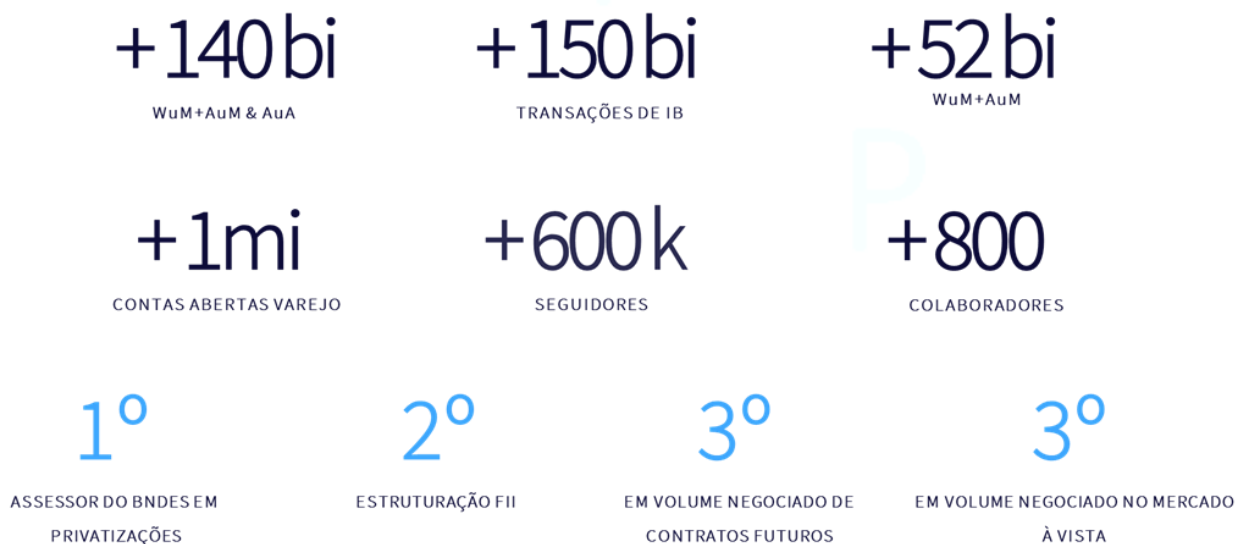 +140 bi
+150 bi
+52 bi
WuM+AuM & AuA
TRANSAÇÕES DE IB
WuM+AuM
+1mi
+600 k
+800
CONTAS ABERTAS VAREJO
SEGUIDORES
COLABORADORES
1º
2º
3º
3º
ASSESSOR DO BNDES EM
PRIVATIZAÇÕES
ESTRUTURAÇÃO FII
EM VOLUME NEGOCIADO DE
CONTRATOS FUTUROS
EM VOLUME NEGOCIADO NO MERCADO
À VISTA
P